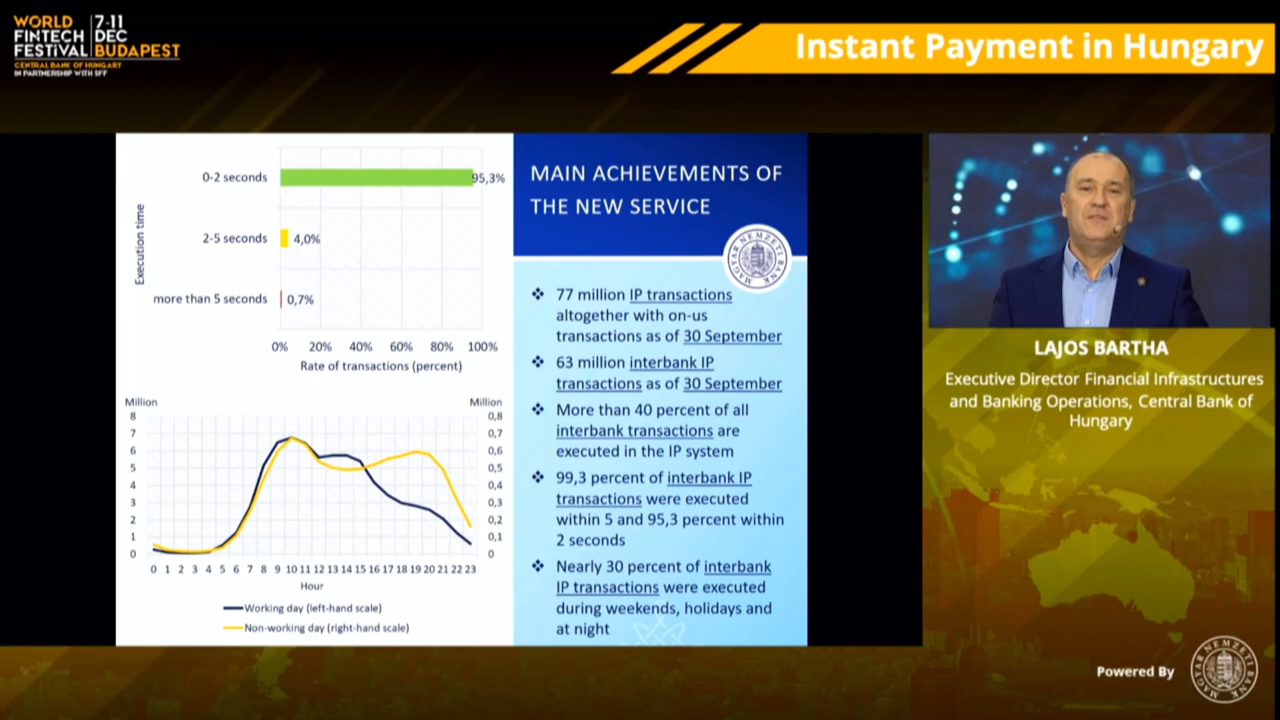 WORLD
FINTECH
FESTIVAL
7-11
DEC
BUDAPEST
CENTRAL BANK OF HUNGARY
IN PARTNERSHIP WITH SFF
Instant Payment in Hungary
Execution time
0-2 seconds
95,3%
2-5 seconds
4,0%
more than 5 seconds
0,7%
0% 20% 40% 60% 80% 100%
Rate of transactions (percent)
Million
Million
8
7
6
5
4
3
2
1
0
0,8
0,7
0,6
0,5
0,4
0,3
0,2
0,1
0
0 1 2 3 4 5 6 7 8 9 10 11 12 13 14 15 16 17 18 19 20 21 22 23
Hour
Working day (left-hand scale)
Non-working day (right-hand scale)
MAIN ACHIEVEMENTS OF
THE NEW SERVICE
MAGYAR NEMZETI BANK
❖ 77 million IP transactions
altogether with on-us
transactions as of 30 September
❖ 63 million interbank IP
transactions as of 30 September
❖ More than 40 percent of all
interbank transactions are
executed in the IP system
❖ 99,3 percent of interbank IP
transactions were executed
within 5 and 95,3 percent within
2 seconds
❖ Nearly 30 percent of interbank
IP transactions were executed
during weekends, holidays and
at night
LAJOS BARTHA
Executive Director Financial Infrastructures
and Banking Operations, Central Bank of
Hungary
Powered By
MAGYAR NEMZETI BANK